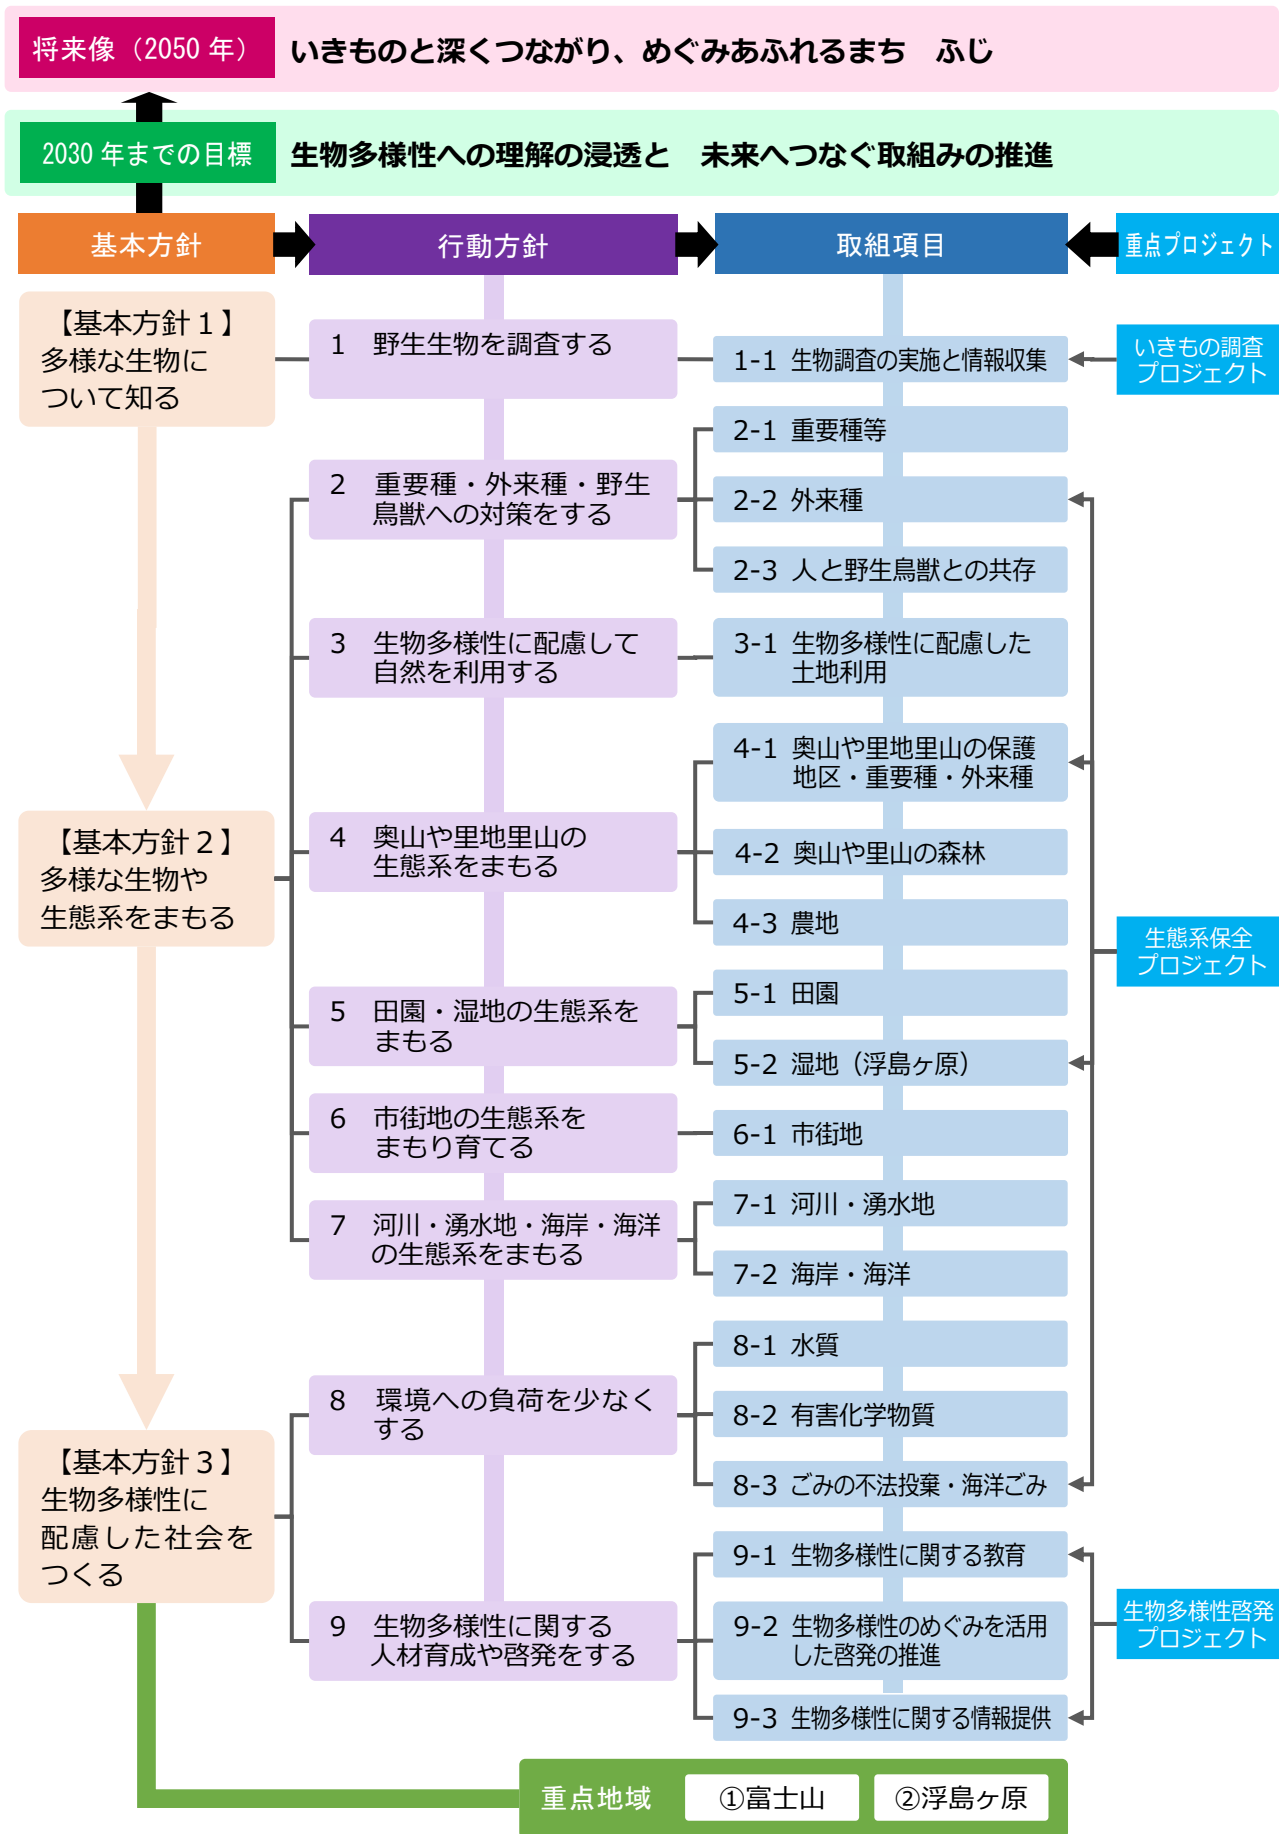 将来像（2050 年）
いきものと深くつながり、めぐみあふれるまち　ふじ
2030 年までの目標
生物多様性への理解の浸透と　未来へつなぐ取組みの推進
基本方針
行動方針
取組項目
重点プロジェクト
【基本方針１】
多様な生物に
ついて知る
1　野生生物を調査する
1-1 生物調査の実施と情報収集
いきもの調査
プロジェクト
2-1 重要種等
2　重要種・外来種・野生
鳥獣への対策をする
2-2 外来種
2-3 人と野生鳥獣との共存
3　生物多様性に配慮して
自然を利用する
3-1 生物多様性に配慮した
土地利用
4-1 奥山や里地里山の保護
地区・重要種・外来種
【基本方針２】
多様な生物や
生態系をまもる
4　奥山や里地里山の
生態系をまもる
4-2 奥山や里山の森林
4-3 農地
生態系保全
プロジェクト
5　田園・湿地の生態系を
まもる
5-1 田園
5-2 湿地（浮島ヶ原）
6　市街地の生態系を
まもり育てる
6-1 市街地
7　河川・湧水地・海岸・海洋
の生態系をまもる
7-1 河川・湧水地
7-2 海岸・海洋
8-1 水質
8　環境への負荷を少なく
する
8-2 有害化学物質
8-3 ごみの不法投棄・海洋ごみ
【基本方針３】
生物多様性に
配慮した社会を
つくる
9-1 生物多様性に関する教育
9　生物多様性に関する
人材育成や啓発をする
9-2 生物多様性のめぐみを活用
した啓発の推進
生物多様性啓発
プロジェクト
9-3 生物多様性に関する情報提供
重点地域
①富士山
②浮島ヶ原